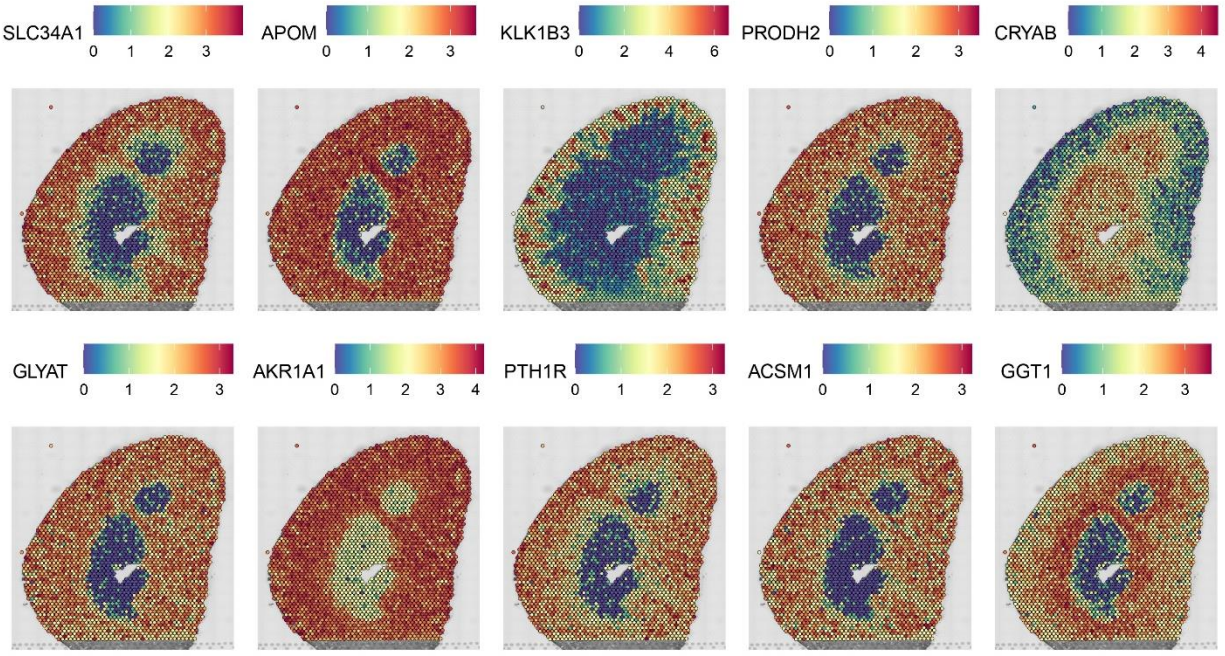 SLC34A1 0 1 2 3
APOM 0 1 2 3
KLK1B3 0 2 4 6
PRODH2 0 1 2 3
CRYAB 0 1 2 3 4
GLYAT 0 1 2 3
AKR1A1 0 1 2 3 4
PTH1R 0 1 2 3
ACSM1 0 1 2 3
GGT1 0 1 2 3